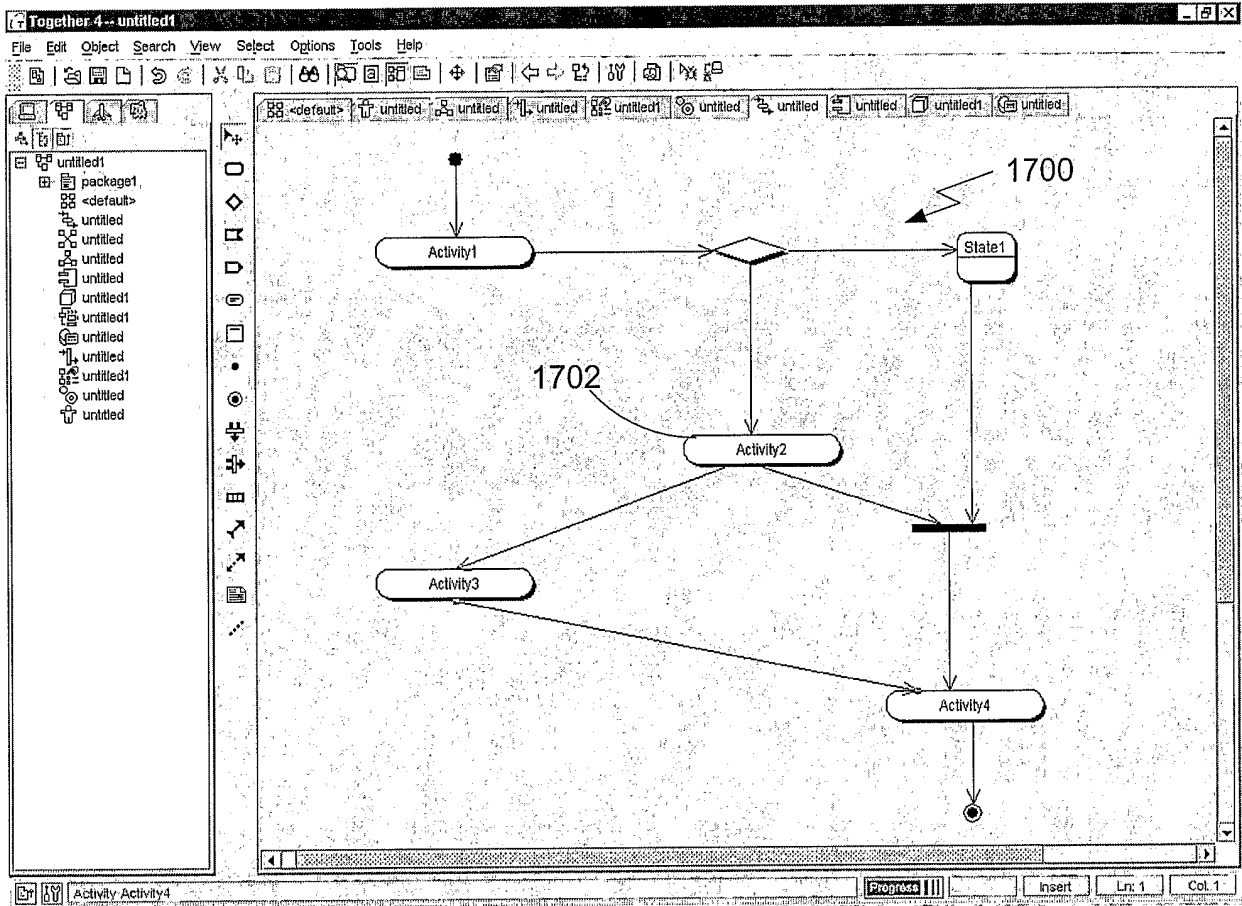 Together 4 -- untitled1
File Edit Object Search View Select Options Tools Help
<default> untitled untitled untitled untitled1 untitled untitled untitled untitled1 untitled
untitled1
package1
<default>
untitled
untitled
untitled
untitled
untitled1
untitled1
untitled
untitled
untitled1
untitled
untitled
1700
Activity1
State1
1702
Activity2
Activity3
Activity4
Activity Activity4
Progress
Insert
Ln: 1
Col. 1